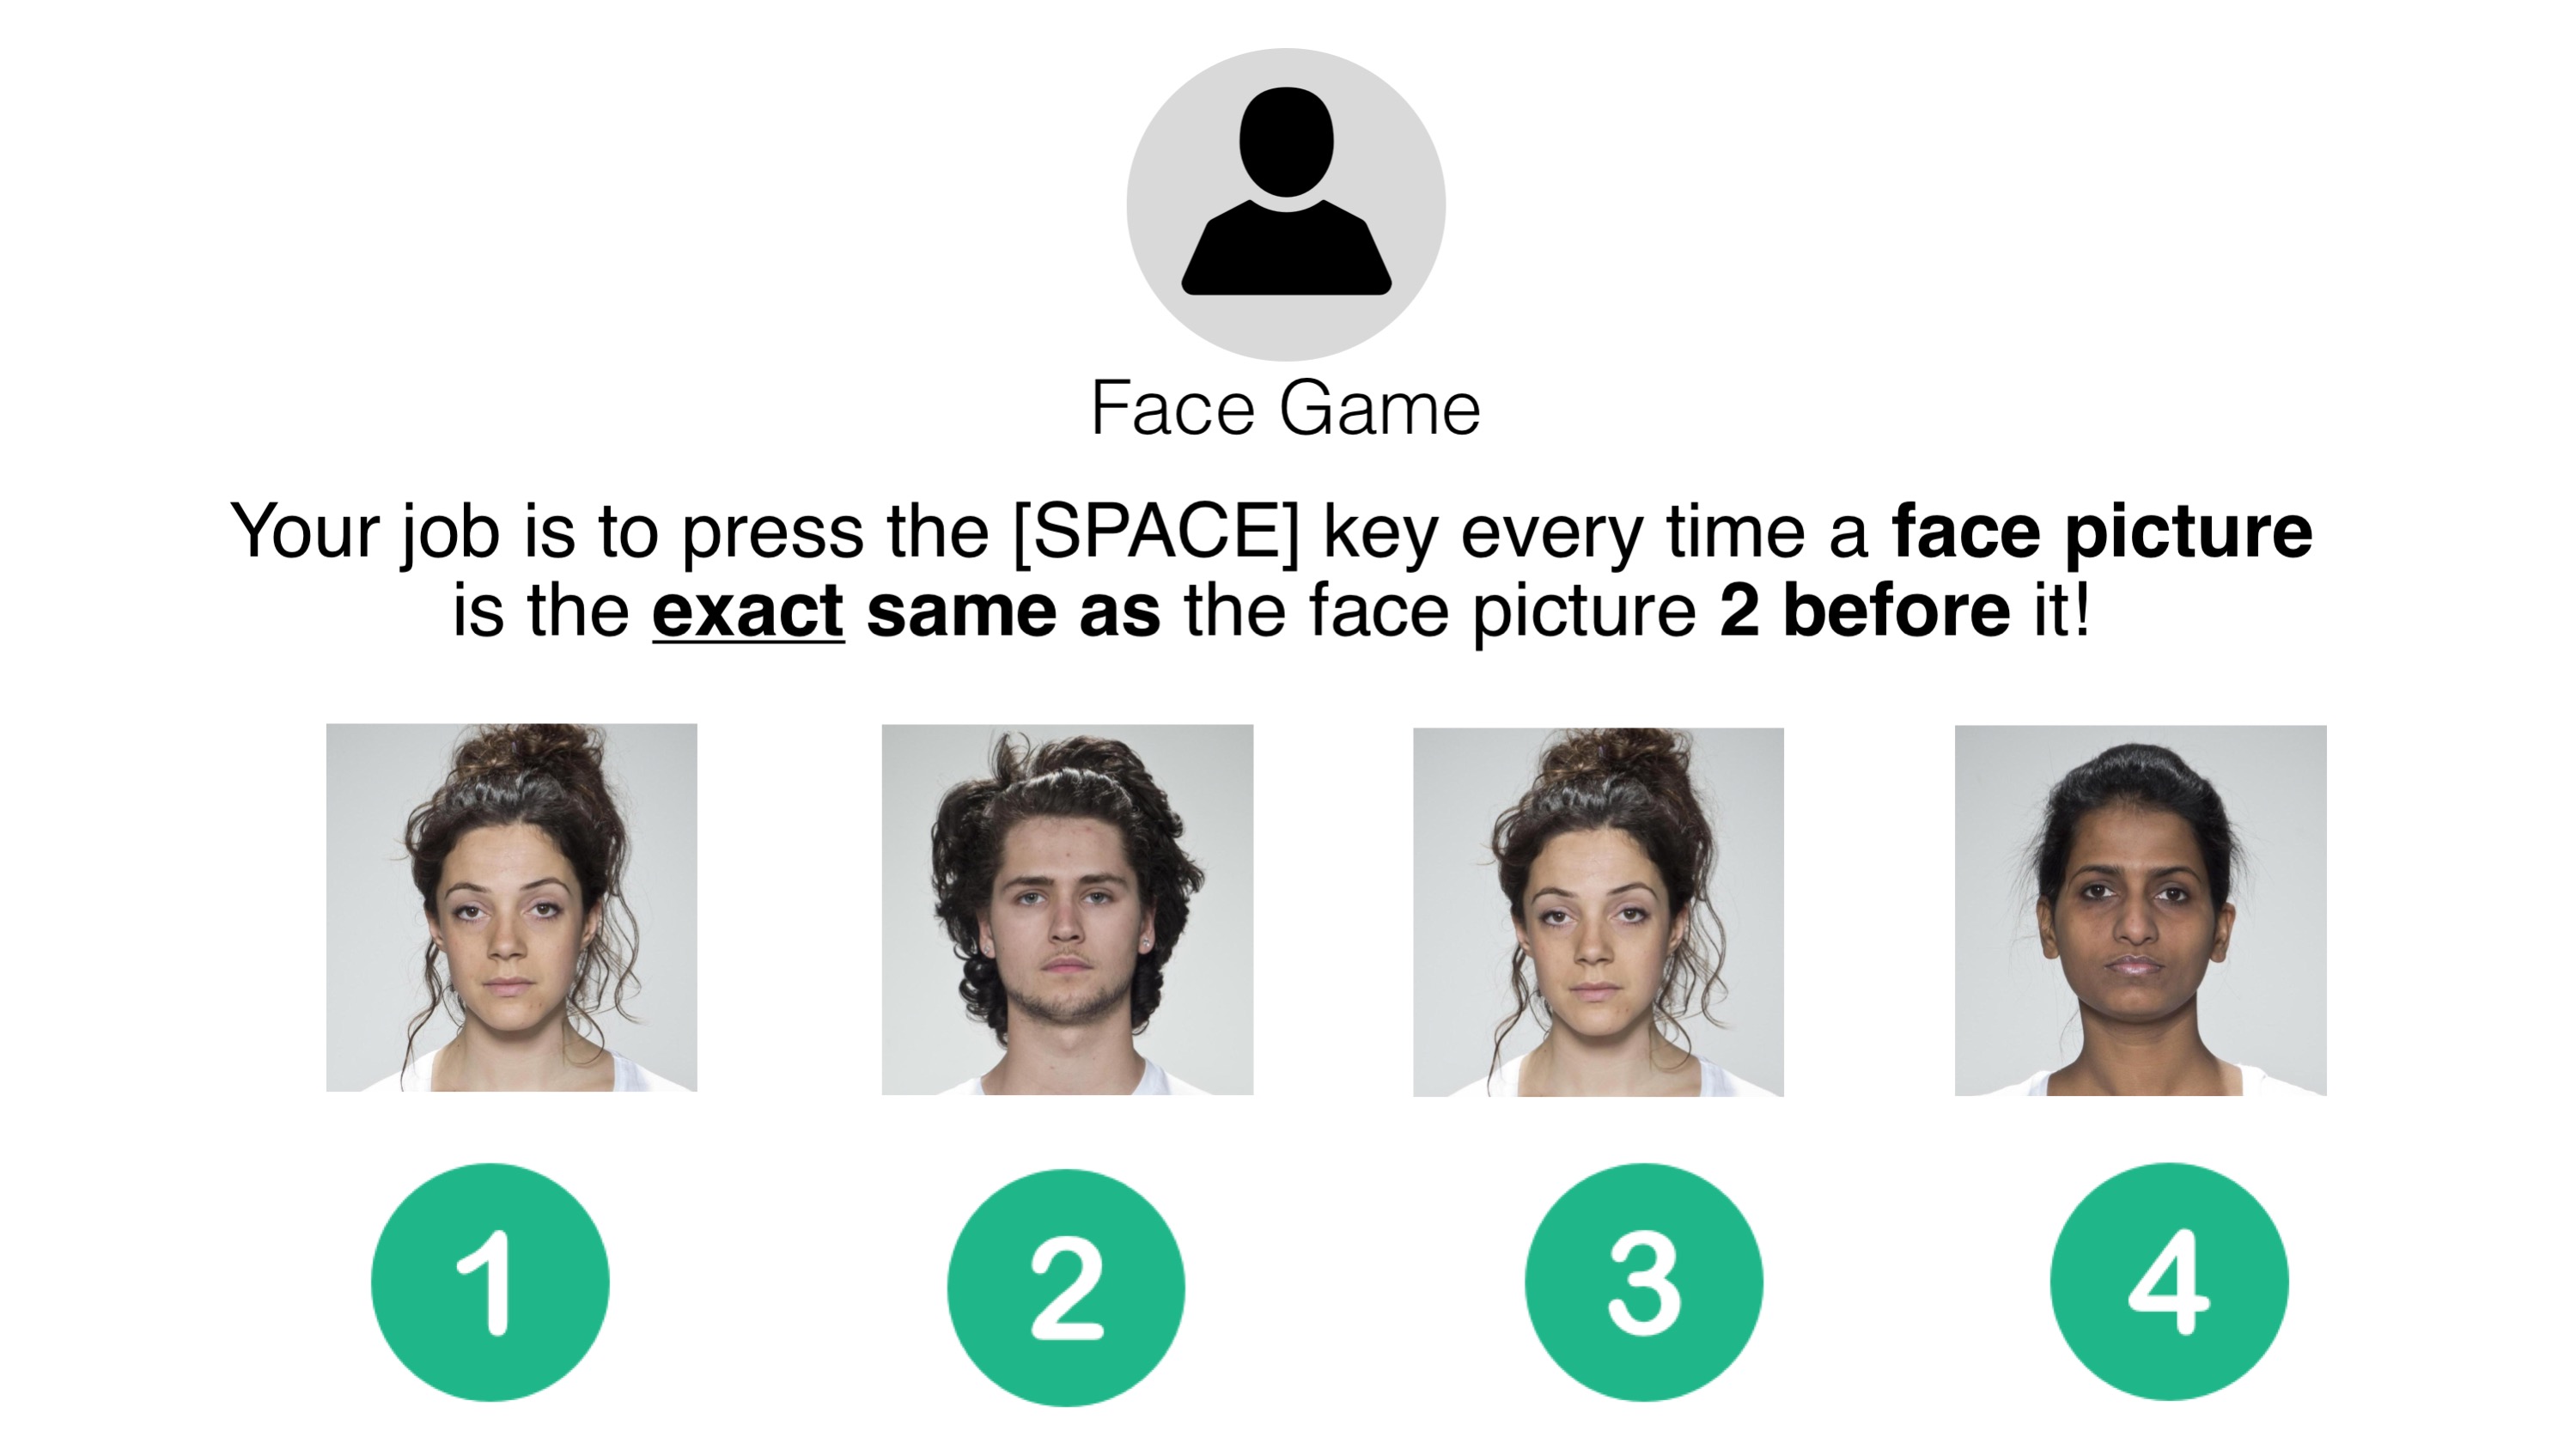 Face Game
Your job is to press the [SPACE] key every time a face picture
is the exact same as the face picture 2 before it!
1 2 3 4